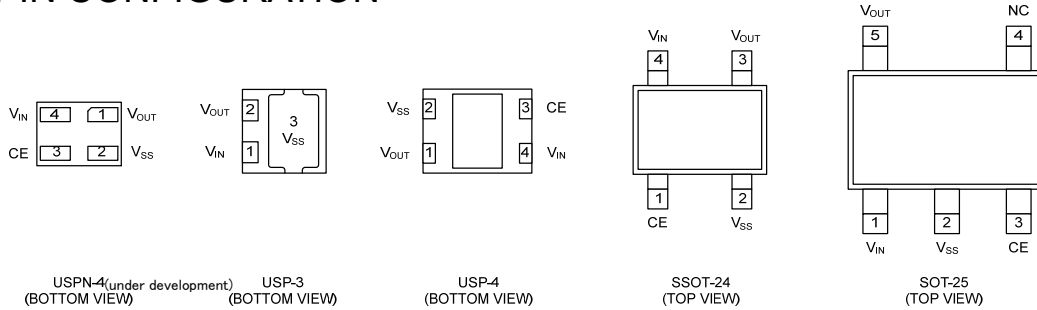 PIN CONFIGURATION
VIN 4 1 VOUT
CE 3 2 VSS
USPN-4(under development)
(BOTTOM VIEW)
VOUT 2
3
VSS
VIN 1
USP-3
(BOTTOM VIEW)
VSS 2 3 CE
VOUT 1 4 VIN
USP-4
(BOTTOM VIEW)
VIN VOUT
4 3
1 2
CE VSS
SSOT-24
(TOP VIEW)
VOUT NC
5 4
1 2 3
VIN VSS CE
SOT-25
(TOP VIEW)